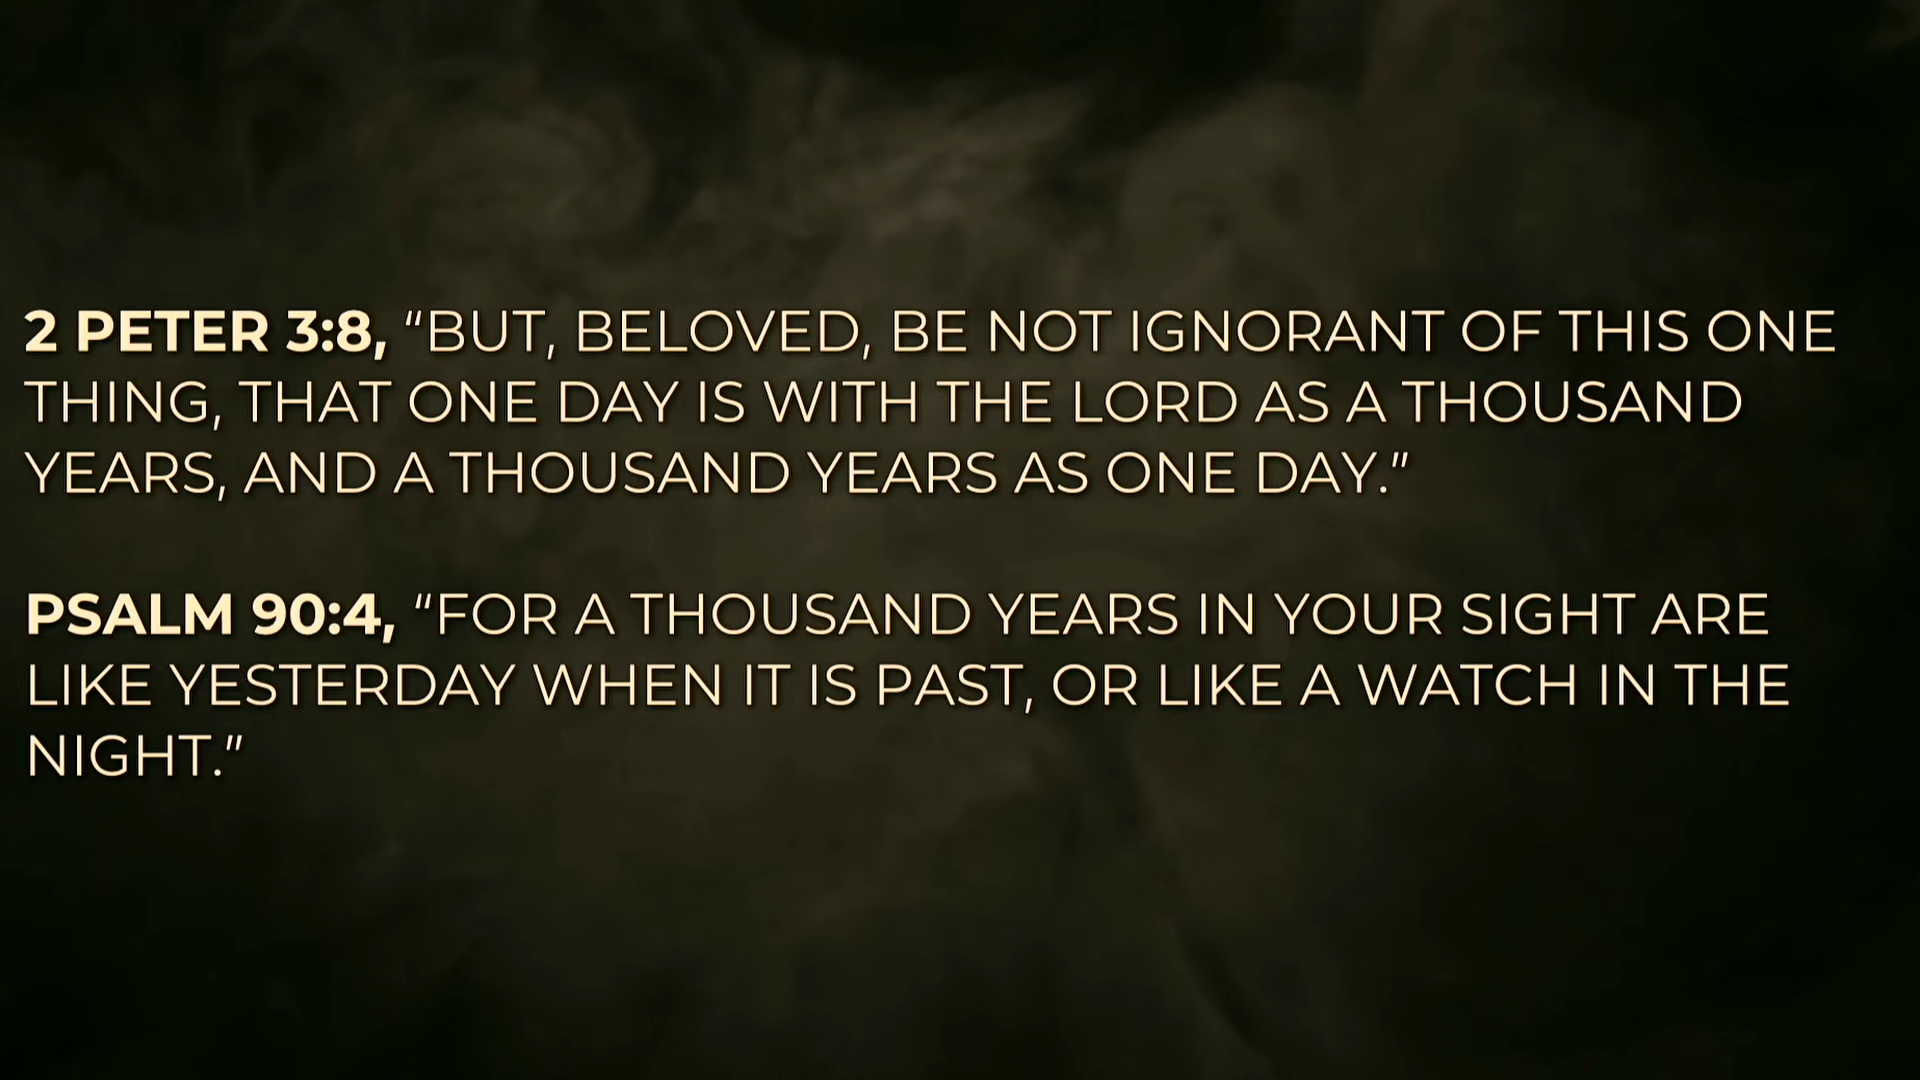 2 PETER 3:8, “BUT, BELOVED, BE NOT IGNORANT OF THIS ONE
THING, THAT ONE DAY IS WITH THE LORD AS A THOUSAND
YEARS, AND A THOUSAND YEARS AS ONE DAY.”
PSALM 90:4, “FOR A THOUSAND YEARS IN YOUR SIGHT ARE
LIKE YESTERDAY WHEN IT IS PAST, OR LIKE A WATCH IN THE
NIGHT.”